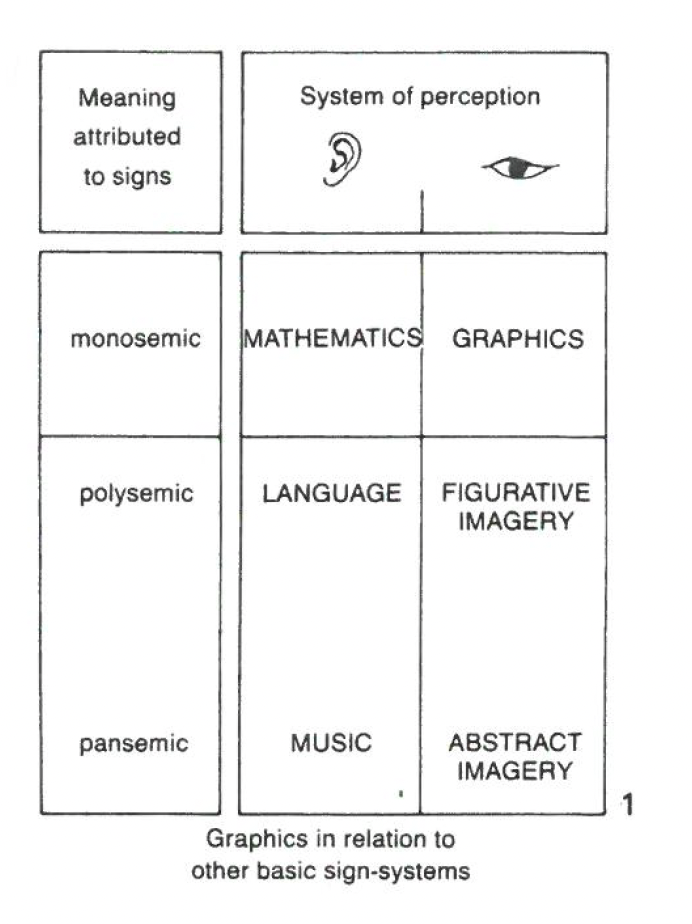 Meaning
attributed
to signs
System of perception
monosemic
MATHEMATICS
GRAPHICS
polysemic
LANGUAGE
FIGURATIVE
IMAGERY
pansemic
MUSIC
ABSTRACT
IMAGERY
1
Graphics in relation to
other basic sign-systems